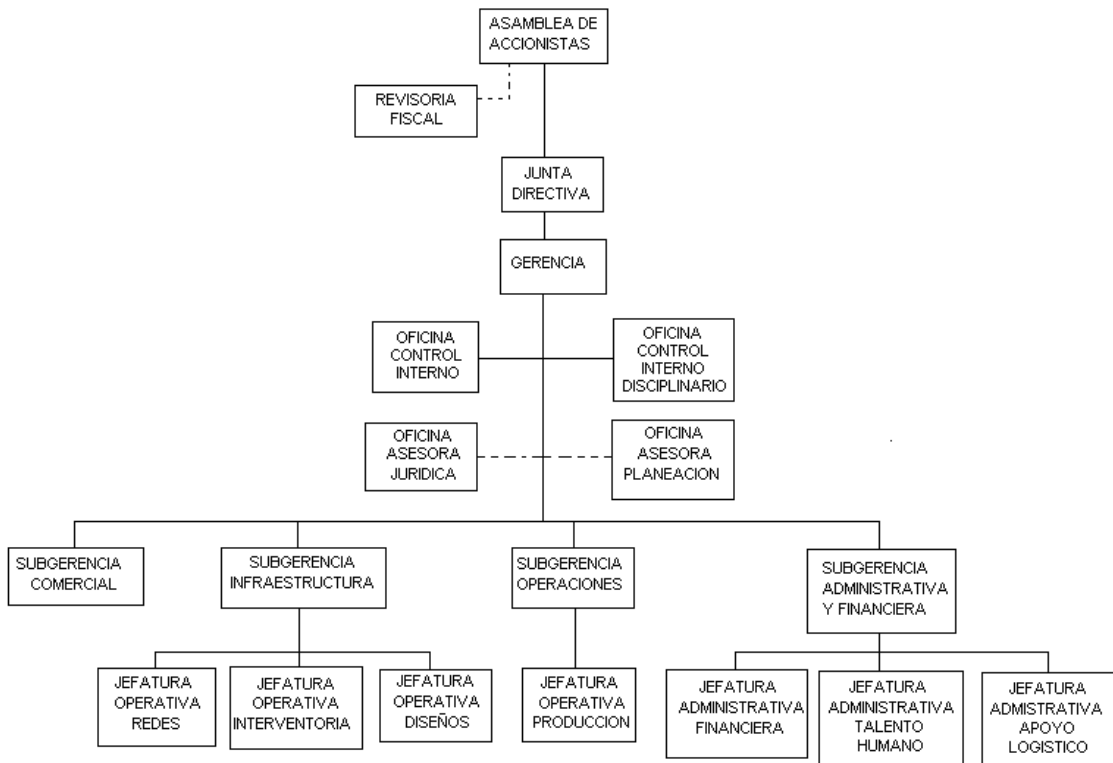 ASAMBLEA DE
ACCIONISTAS
REVISORIA
FISCAL
JUNTA
DIRECTIVA
GERENCIA
OFICINA
CONTROL
INTERNO
OFICINA
CONTROL
INTERNO
DISCIPLINARIO
OFICINA
ASESORA
JURIDICA
OFICINA
ASESORA
PLANEACION
SUBGERENCIA
COMERCIAL
SUBGERENCIA
INFRAESTRUCTURA
SUBGERENCIA
OPERACIONES
SUBGERENCIA
ADMINISTRATIVA
Y FINANCIERA
JEFATURA
OPERATIVA
REDES
JEFATURA
OPERATIVA
INTERVENTORIA
JEFATURA
OPERATIVA
DISEÑOS
JEFATURA
OPERATIVA
PRODUCCION
JEFATURA
ADMINISTRATIVA
FINANCIERA
JEFATURA
ADMINISTRATIVA
TALENTO
HUMANO
JEFATURA
ADMISTRATIVA
APOYO
LOGISTICO